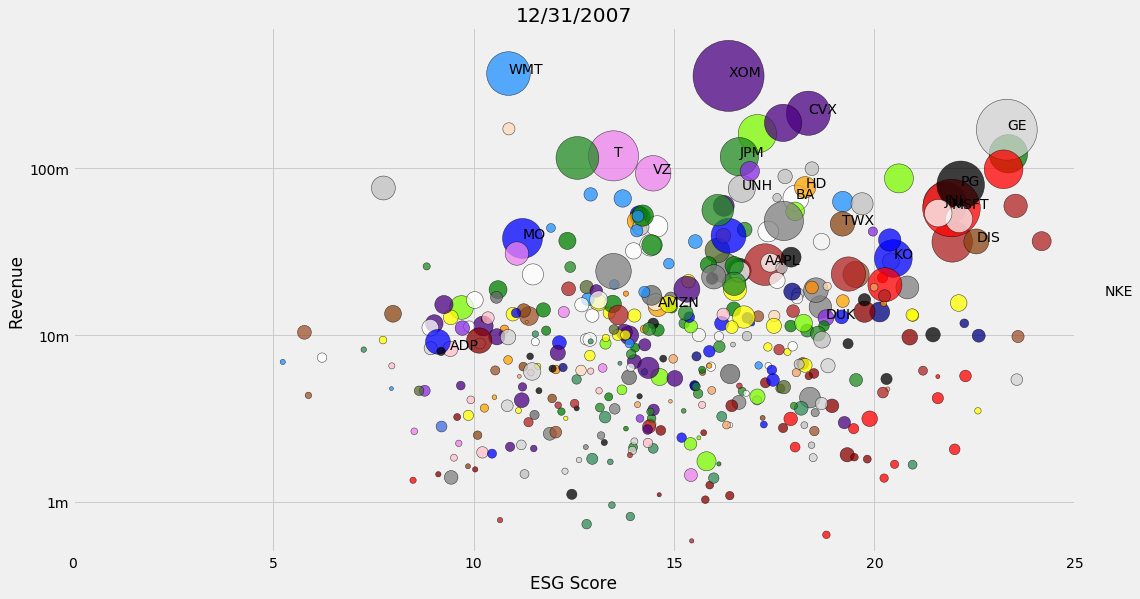 12/31/2007
WMT
XOM
CVX
GE
T
VZ
JPM
UNH
HD
BA
PG
MSFT
TWX
DIS
MO
KO
AAPL
NKE
AMZN
DUK
ADP
100m
10m
1m
Revenue
0 5 10 15 20 25
ESG Score